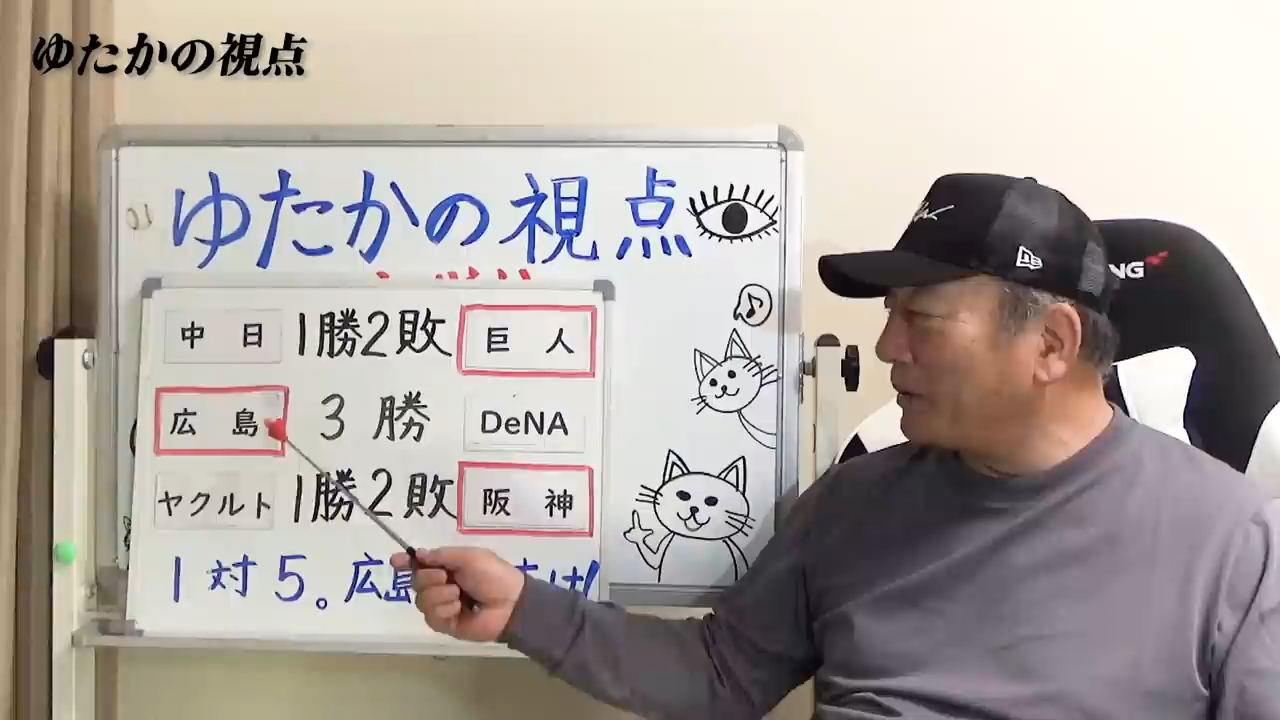 ゆたかの視点
ゆたかの視点
中日 1勝2敗 巨人
広島 3勝 DeNA
ヤクルト 1勝2敗 阪神
1対5。広島
NG